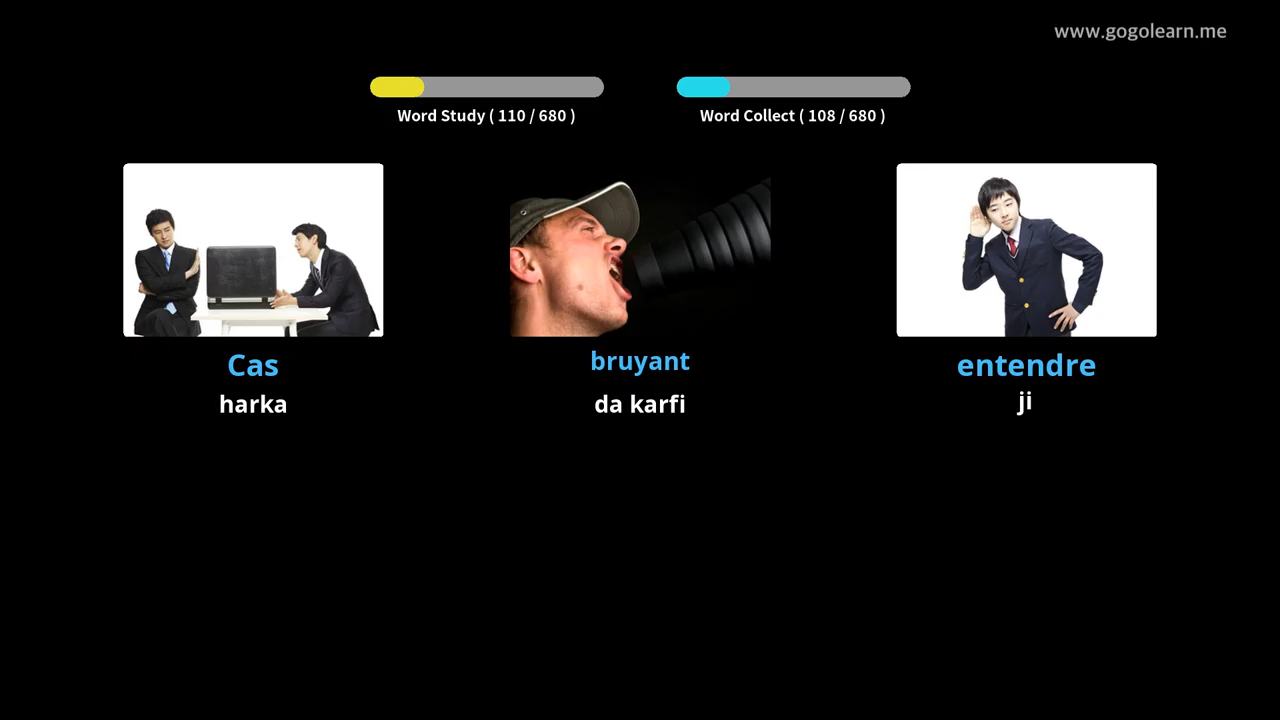 www.gogolearn.me
Word Study ( 110 / 680 )
Word Collect ( 108 / 680 )
Cas
harka
bruyant
da karfi
entendre
ji